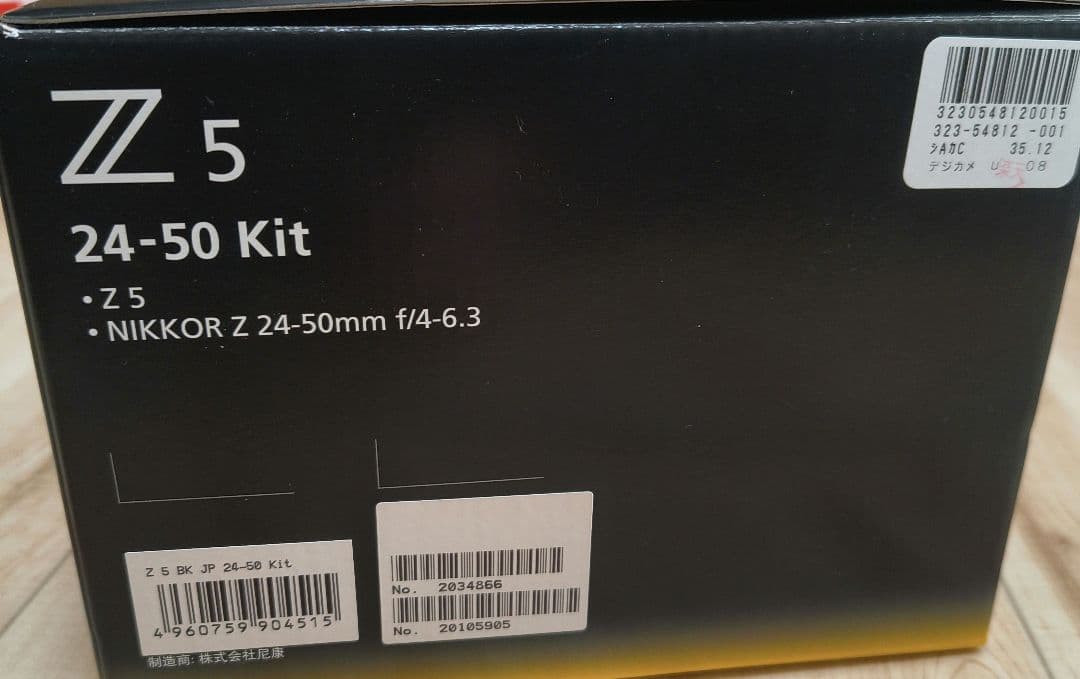 Z 5
24-50 Kit
• Z 5
• NIKKOR Z 24-50mm f/4-6.3
3230548120015
323-54812 -001
ｼAｶC 35.12
デジカメ 08
Z 5 BK JP 24-50 Kit
4 960759 904515
制造商: 株式会社尼康
No. 2034866
No. 20105905